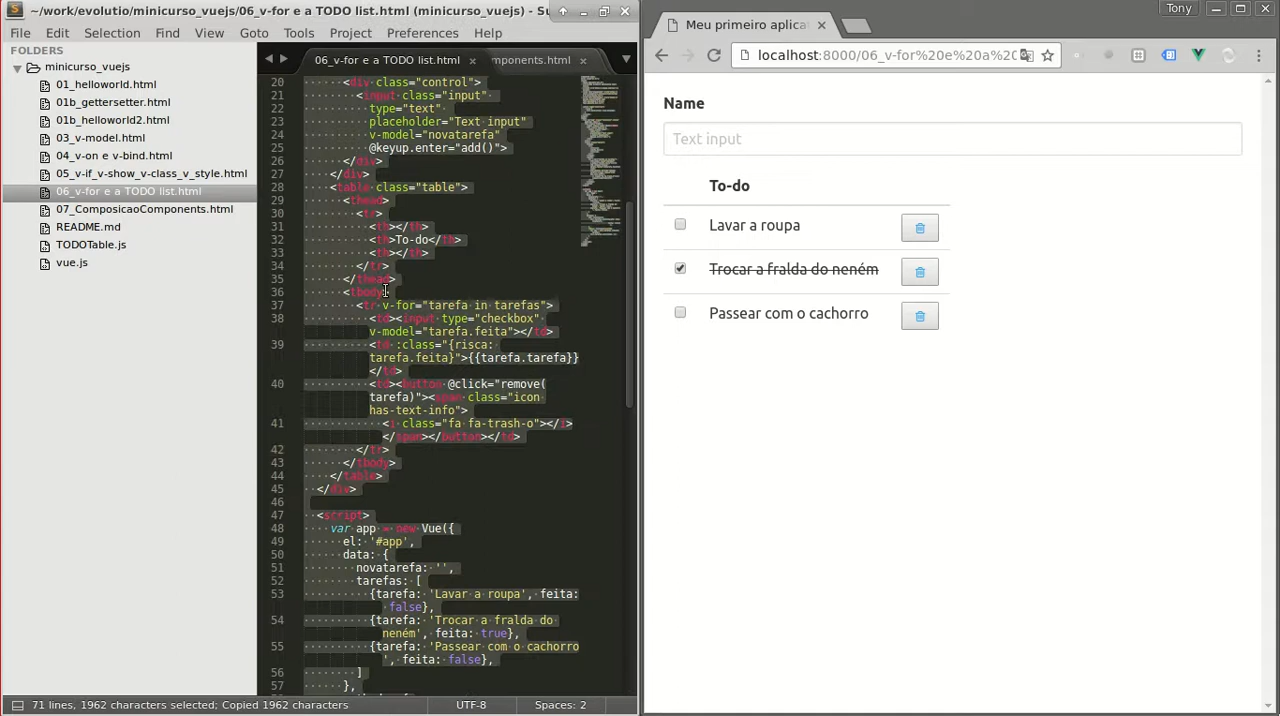 ~/work/evolutio/minicurso_vuejs/06_v-for e a TODO list.html (minicurso_vuejs) - Su
File Edit Selection Find View Goto Tools Project Preferences Help
FOLDERS
minicurso_vuejs
01_helloworld.html
01b_gettersetter.html
01b_helloworld2.html
03_v-model.html
04_v-on e v-bind.html
05_v-if_v-show_v-class_v_style.html
06_v-for e a TODO list.html
07_ComposicaoComponents.html
README.md
TODOTable.js
vue.js
06_v-for e a TODO list.html mponents.html
20 <div class="control">
21 <input class="input"
22 type="text"
23 placeholder="Text input"
24 v-model="novatarefa"
25 @keyup.enter="add()">
26 </div>
27 </div>
28 <table class="table">
29 <thead>
30 <tr>
31 <th></th>
32 <th>To-do</th>
33 <th></th>
34 </tr>
35 </thead>
36 <tbody>
37 <tr v-for="tarefa in tarefas">
38 <td><input type="checkbox"
v-model="tarefa.feita"></td>
39 <td :class="{risca:
tarefa.feita}">{{tarefa.tarefa}}
</td>
40 <td><button @click="remove(
tarefa)"><span class="icon
has-text-info">
41 <i class="fa fa-trash-o"></i>
</span></button></td>
42 </tr>
43 </tbody>
44 </table>
45 </div>
46
47 <script>
48 var app = new Vue({
49 el: '#app',
50 data: {
51 novatarefa: '',
52 tarefas: [
53 {tarefa: 'Lavar a roupa', feita:
false},
54 {tarefa: 'Trocar a fralda do
neném', feita: true},
55 {tarefa: 'Passear com o cachorro
', feita: false},
56 ]
57 },
71 lines, 1962 characters selected; Copied 1962 characters UTF-8 Spaces: 2
Meu primeiro aplica Tony
localhost:8000/06_v-for%20e%20a%20
Name
Text input
To-do
Lavar a roupa
Trocar a fralda do neném
Passear com o cachorro